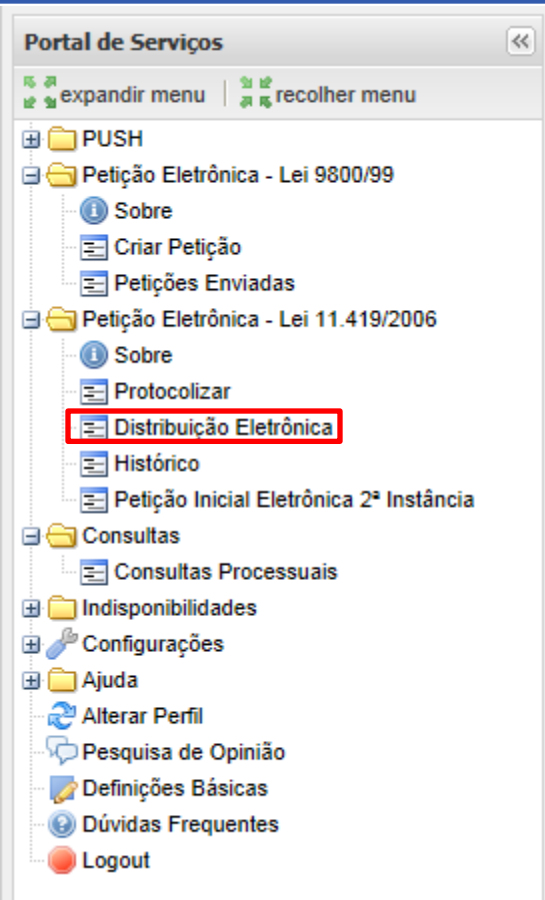 Portal de Serviços
expandir menu recolher menu
PUSH
Petição Eletrônica - Lei 9800/99
Sobre
Criar Petição
Petições Enviadas
Petição Eletrônica - Lei 11.419/2006
Sobre
Protocolizar
Distribuição Eletrônica
Histórico
Petição Inicial Eletrônica 2ª Instância
Consultas
Consultas Processuais
Indisponibilidades
Configurações
Ajuda
Alterar Perfil
Pesquisa de Opinião
Definições Básicas
Dúvidas Frequentes
Logout